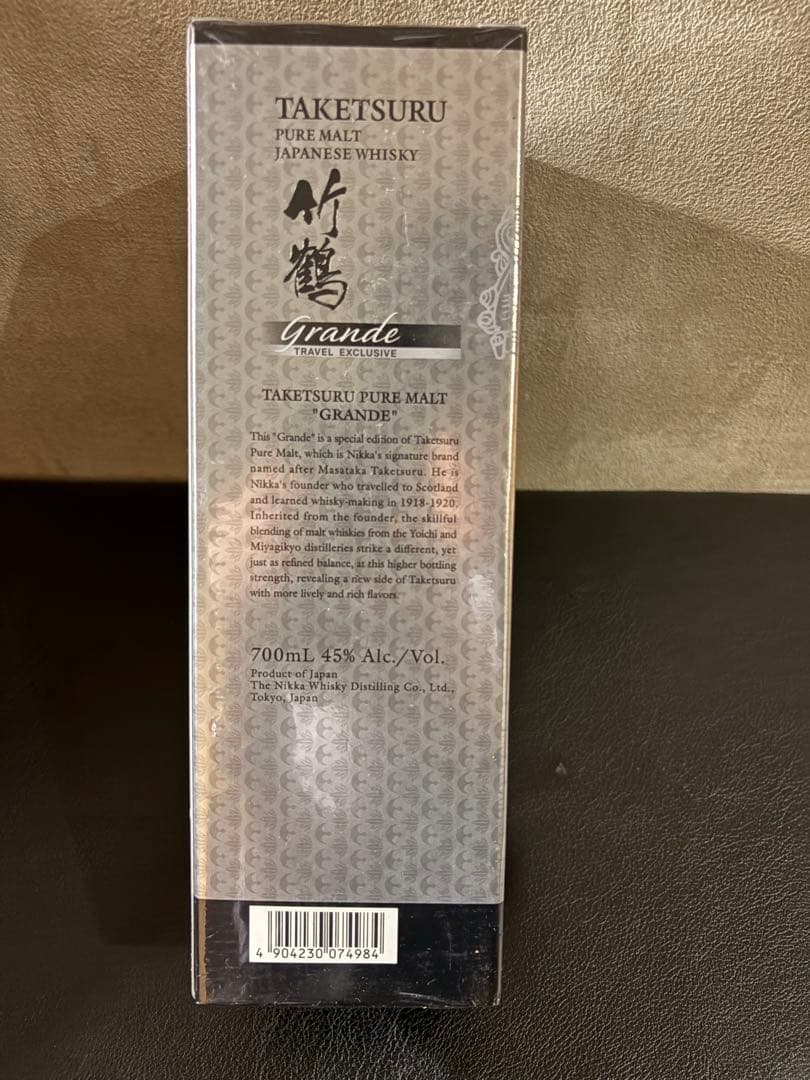 TAKETSURU
PURE MALT
JAPANESE WHISKY
竹
鶴
Grande
TRAVEL EXCLUSIVE
TAKETSURU PURE MALT
"GRANDE"
This "Grande" is a special edition of Taketsuru
Pure Malt, which is Nikka's signature brand
named after Masataka Taketsuru. He is
Nikka's founder who travelled to Scotland
and learned whisky-making in 1918-1920.
Inherited from the founder, the skillful
blending of malt whiskies from the Yoichi and
Miyagikyo distilleries strike a different, yet
just as refined balance, at this higher bottling
strength, revealing a new side of Taketsuru
with more lively and rich flavors.
700mL 45% Alc./Vol.
Product of Japan
The Nikka Whisky Distilling Co., Ltd.,
Tokyo, Japan
4 904230 074984